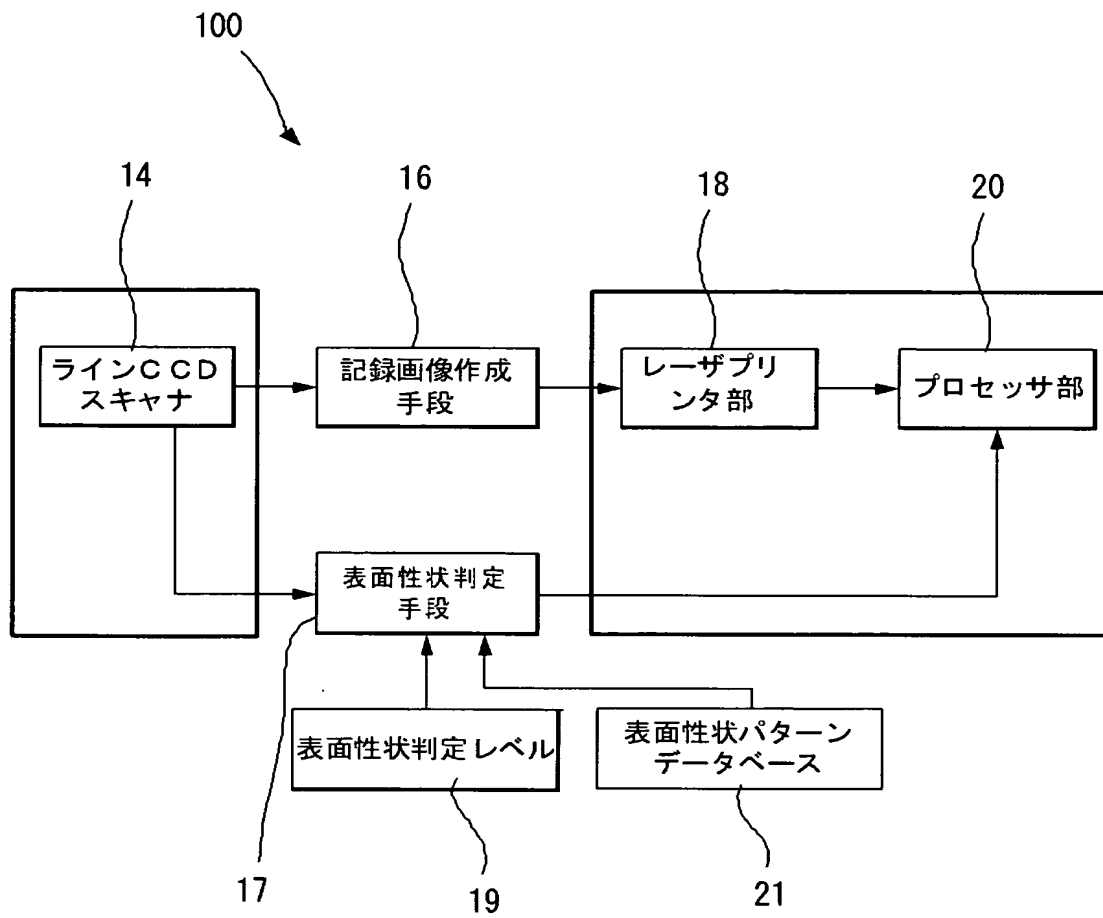 100
14
16
18
20
ラインＣＣＤ
スキャナ
記録画像作成
手段
レーザプリ
ンタ部
プロセッサ部
表面性状判定
手段
表面性状判定レベル
表面性状パターン
データベース
17
19
21